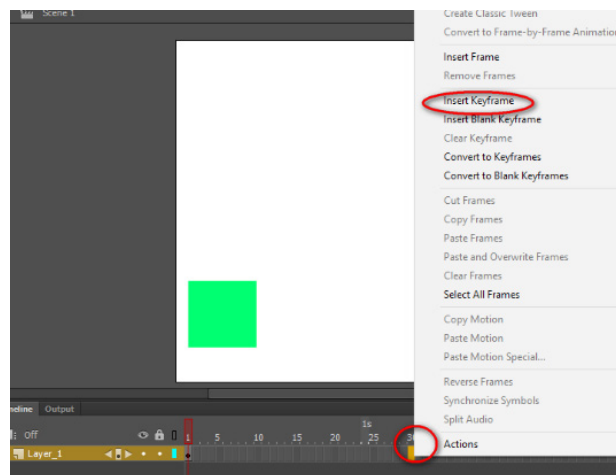 Scene 1
Create Classic Tween
Convert to Frame-by-Frame Animation
Insert Frame
Remove Frames
Insert Keyframe
Insert Blank Keyframe
Clear Keyframe
Convert to Keyframes
Convert to Blank Keyframes
Cut Frames
Copy Frames
Paste Frames
Paste and Overwrite Frames
Clear Frames
Select All Frames
Copy Motion
Paste Motion
Paste Motion Special...
Reverse Frames
Synchronize Symbols
Split Audio
Actions
meline Output
Off 1s
1 5 10 15 20 25 30
Layer_1